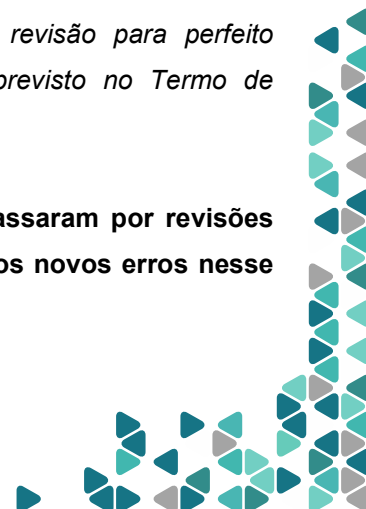 revisão para perfeito
previsto no Termo de
assaram por revisões
os novos erros nesse